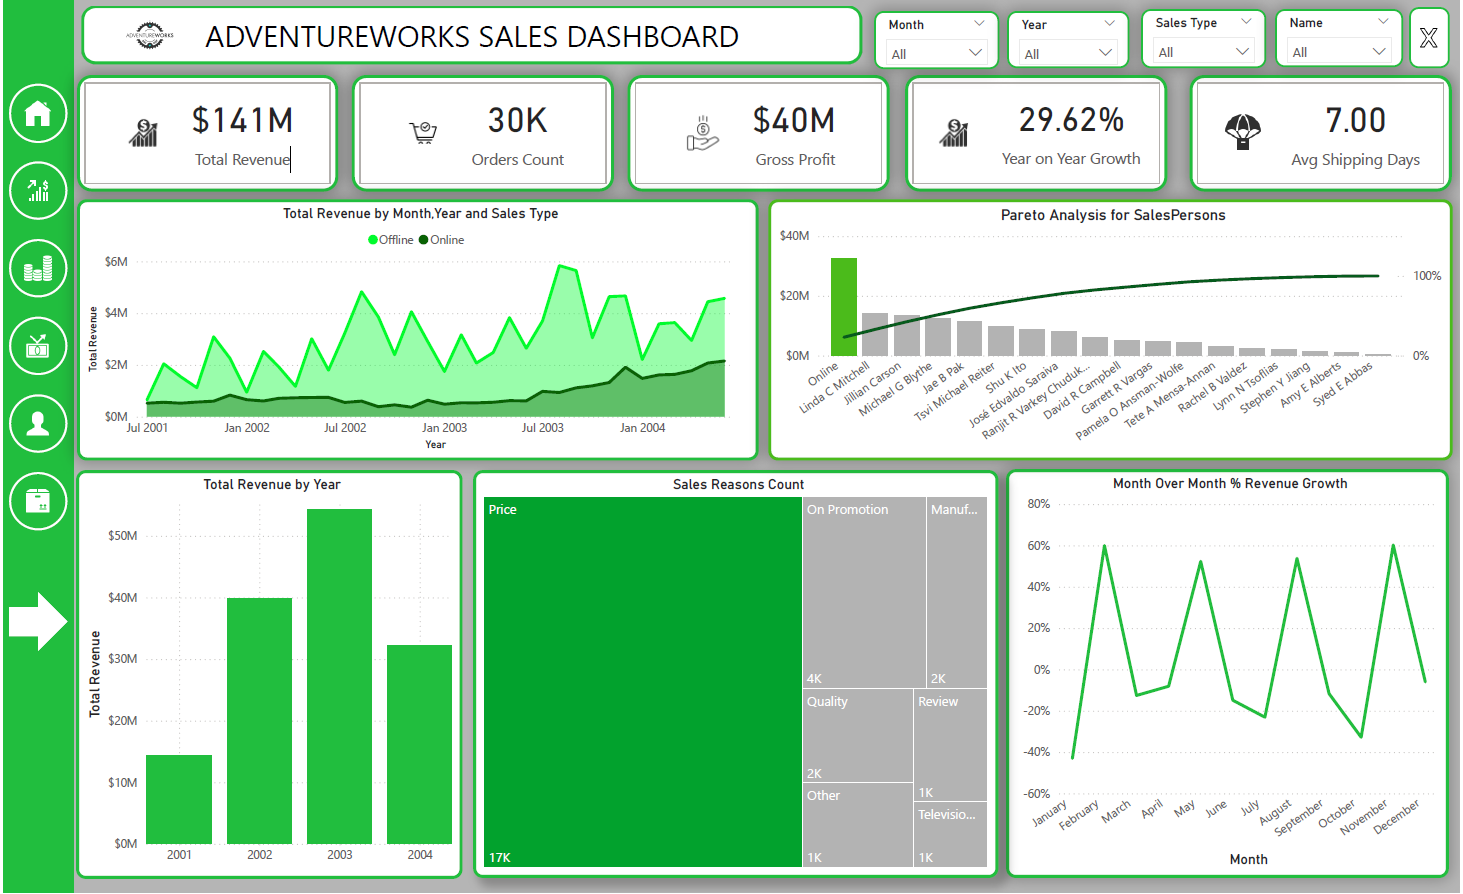 ADVENTUREWORKS
ADVENTUREWORKS SALES DASHBOARD
Month
All
Year
All
Sales Type
All
Name
All
X
$141M
Total Revenue
30K
Orders Count
$40M
Gross Profit
29.62%
Year on Year Growth
7.00
Avg Shipping Days
Total Revenue by Month,Year and Sales Type
Offline Online
Total Revenue
$6M
$4M
$2M
$0M
Jul 2001 Jan 2002 Jul 2002 Jan 2003 Jul 2003 Jan 2004
Year
Pareto Analysis for SalesPersons
$40M
$20M
$0M
100%
0%
Online
Linda C Mitchell
Jillian Carson
Michael G Blythe
Jae B Pak
Tsvi Michael Reiter
Shu K Ito
José Edvaldo Saraiva
Ranjit R Varkey Chuduk...
David R Campbell
Garrett R Vargas
Pamela O Ansman-Wolfe
Tete A Mensa-Annan
Rachel B Valdez
Lynn N Tsoflias
Stephen Y Jiang
Amy E Alberts
Syed E Abbas
Total Revenue by Year
Total Revenue
$50M
$40M
$30M
$20M
$10M
$0M
2001 2002 2003 2004
Sales Reasons Count
Price
17K
On Promotion
4K
Manuf...
2K
Quality
2K
Review
1K
Other
1K
Televisio...
1K
Month Over Month % Revenue Growth
80%
60%
40%
20%
0%
-20%
-40%
-60%
January
February
March
April
May
June
July
August
September
October
November
December
Month